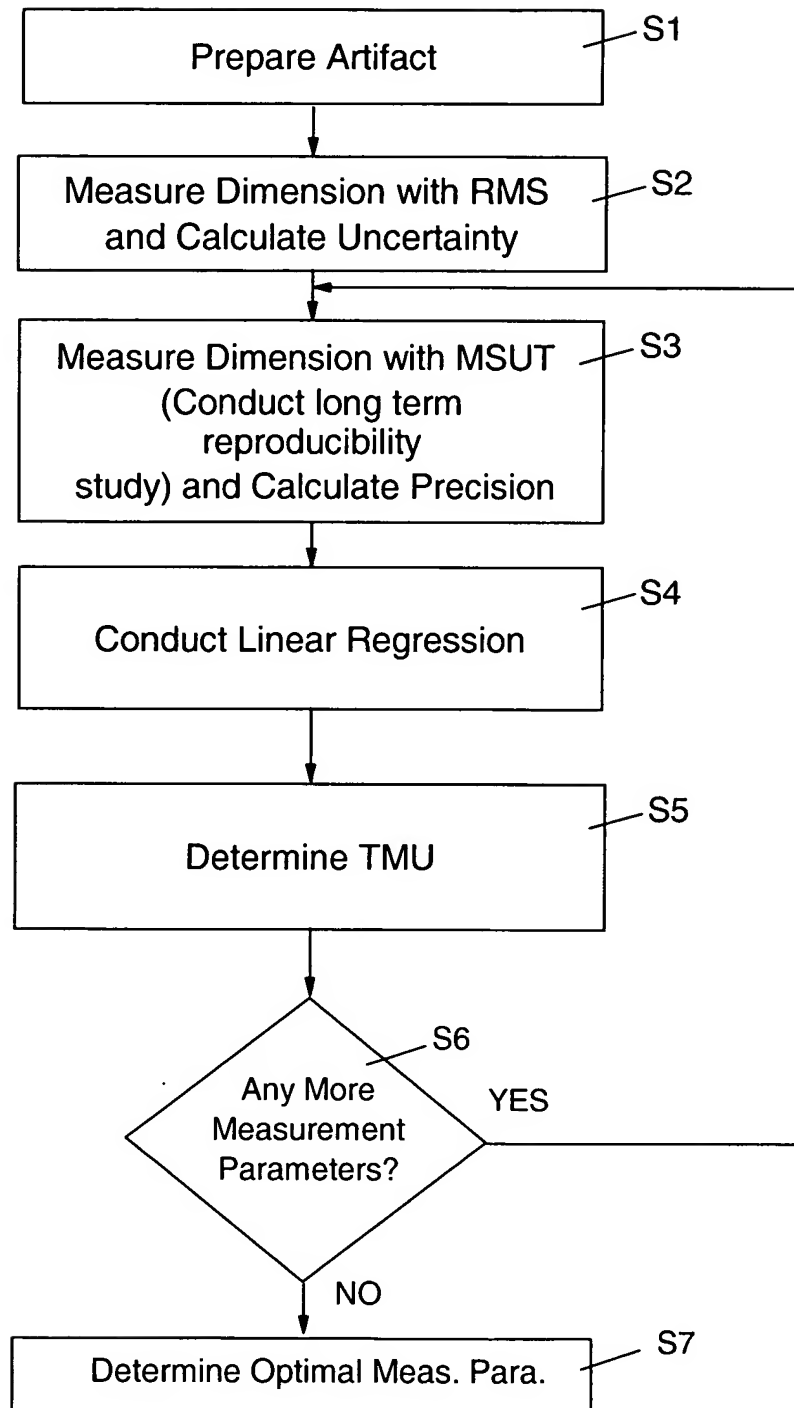 Prepare Artifact
S1
Measure Dimension with RMS
and Calculate Uncertainty
S2
Measure Dimension with MSUT
(Conduct long term
reproducibility
study) and Calculate Precision
S3
Conduct Linear Regression
S4
Determine TMU
S5
Any More
Measurement
Parameters?
S6
YES
NO
Determine Optimal Meas. Para.
S7